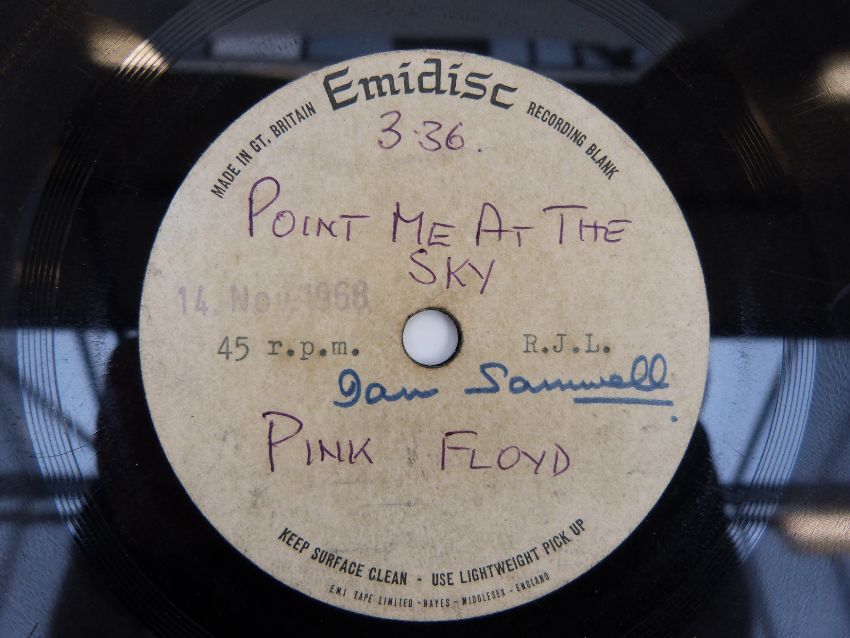 Emidisc
MADE IN GT. BRITAIN
RECORDING BLANK
3.36.
POINT ME AT THE
SKY
14. Nov 1968
45 r.p.m.
R.J.L.
Ian Samwell
PINK FLOYD
KEEP SURFACE CLEAN - USE LIGHTWEIGHT PICK UP
E.M.I TAPE LIMITED - HAYES - MIDDLESEX - ENGLAND